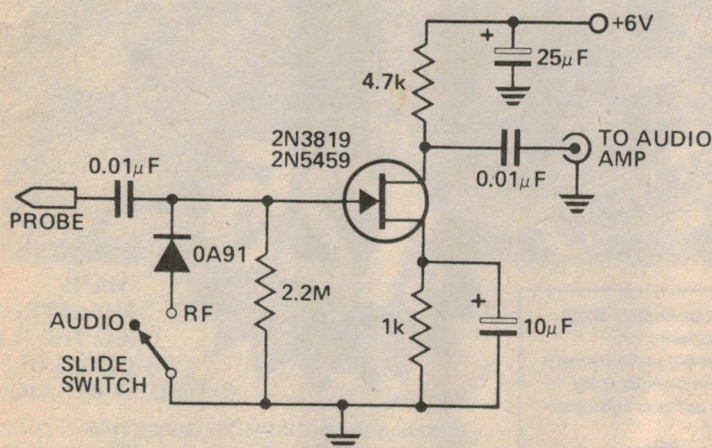 +6V
+
25μF
4.7k
2N3819
2N5459
TO AUDIO
AMP
0.01μF
0.01μF
PROBE
0A91
RF
2.2M
AUDIO
SLIDE
SWITCH
1k
+
10μF